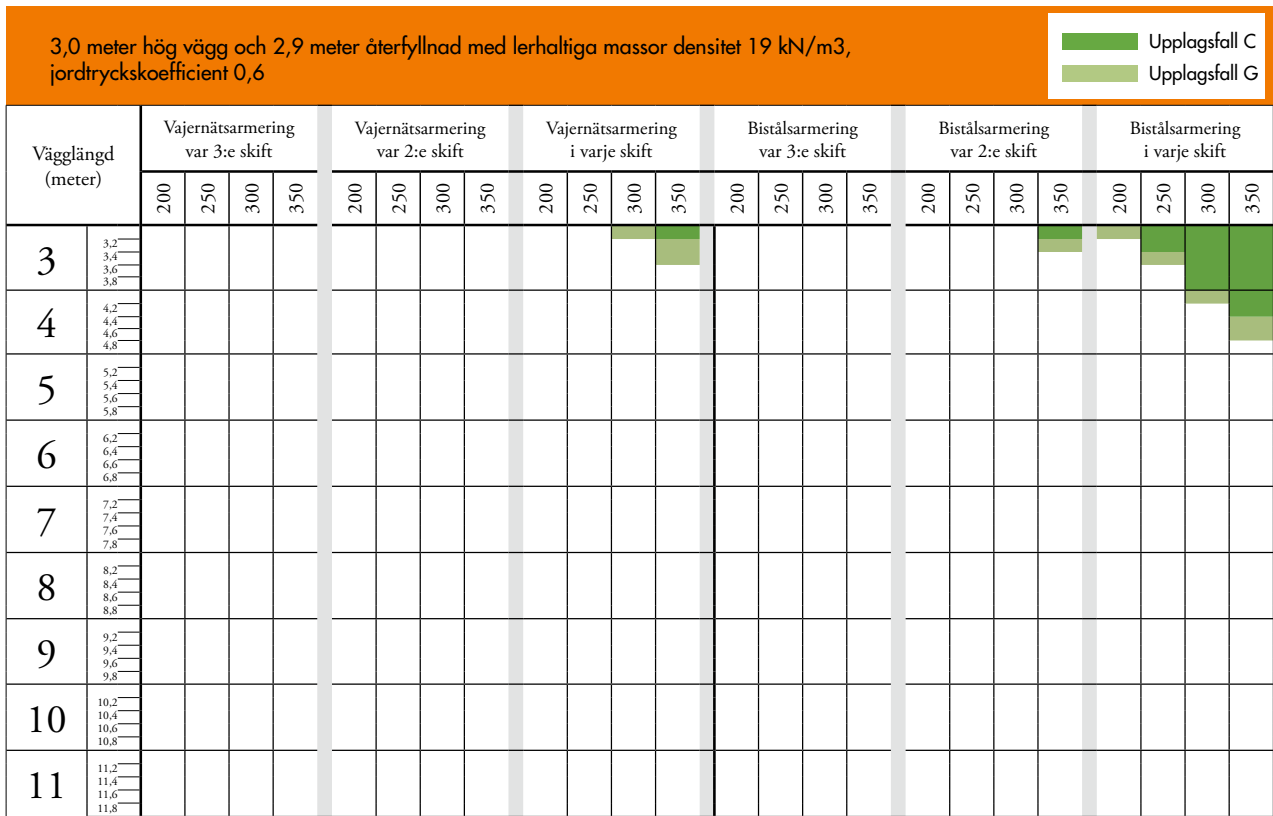 3,0 meter hög vägg och 2,9 meter återfyllnad med lerhaltiga massor densitet 19 kN/m3,
jordtryckskoefficient 0,6
Upplagsfall C
Upplagsfall G
Vägglängd
(meter)
Vajernätsarmering
var 3:e skift
Vajernätsarmering
var 2:e skift
Vajernätsarmering
i varje skift
Bistålsarmering
var 3:e skift
Bistålsarmering
var 2:e skift
Bistålsarmering
i varje skift
200 250 300 350 200 250 300 350 200 250 300 350 200 250 300 350 200 250 300 350 200 250 300 350
3
3,2
3,4
3,6
3,8
4
4,2
4,4
4,6
4,8
5
5,2
5,4
5,6
5,8
6
6,2
6,4
6,6
6,8
7
7,2
7,4
7,6
7,8
8
8,2
8,4
8,6
8,8
9
9,2
9,4
9,6
9,8
10
10,2
10,4
10,6
10,8
11
11,2
11,4
11,6
11,8